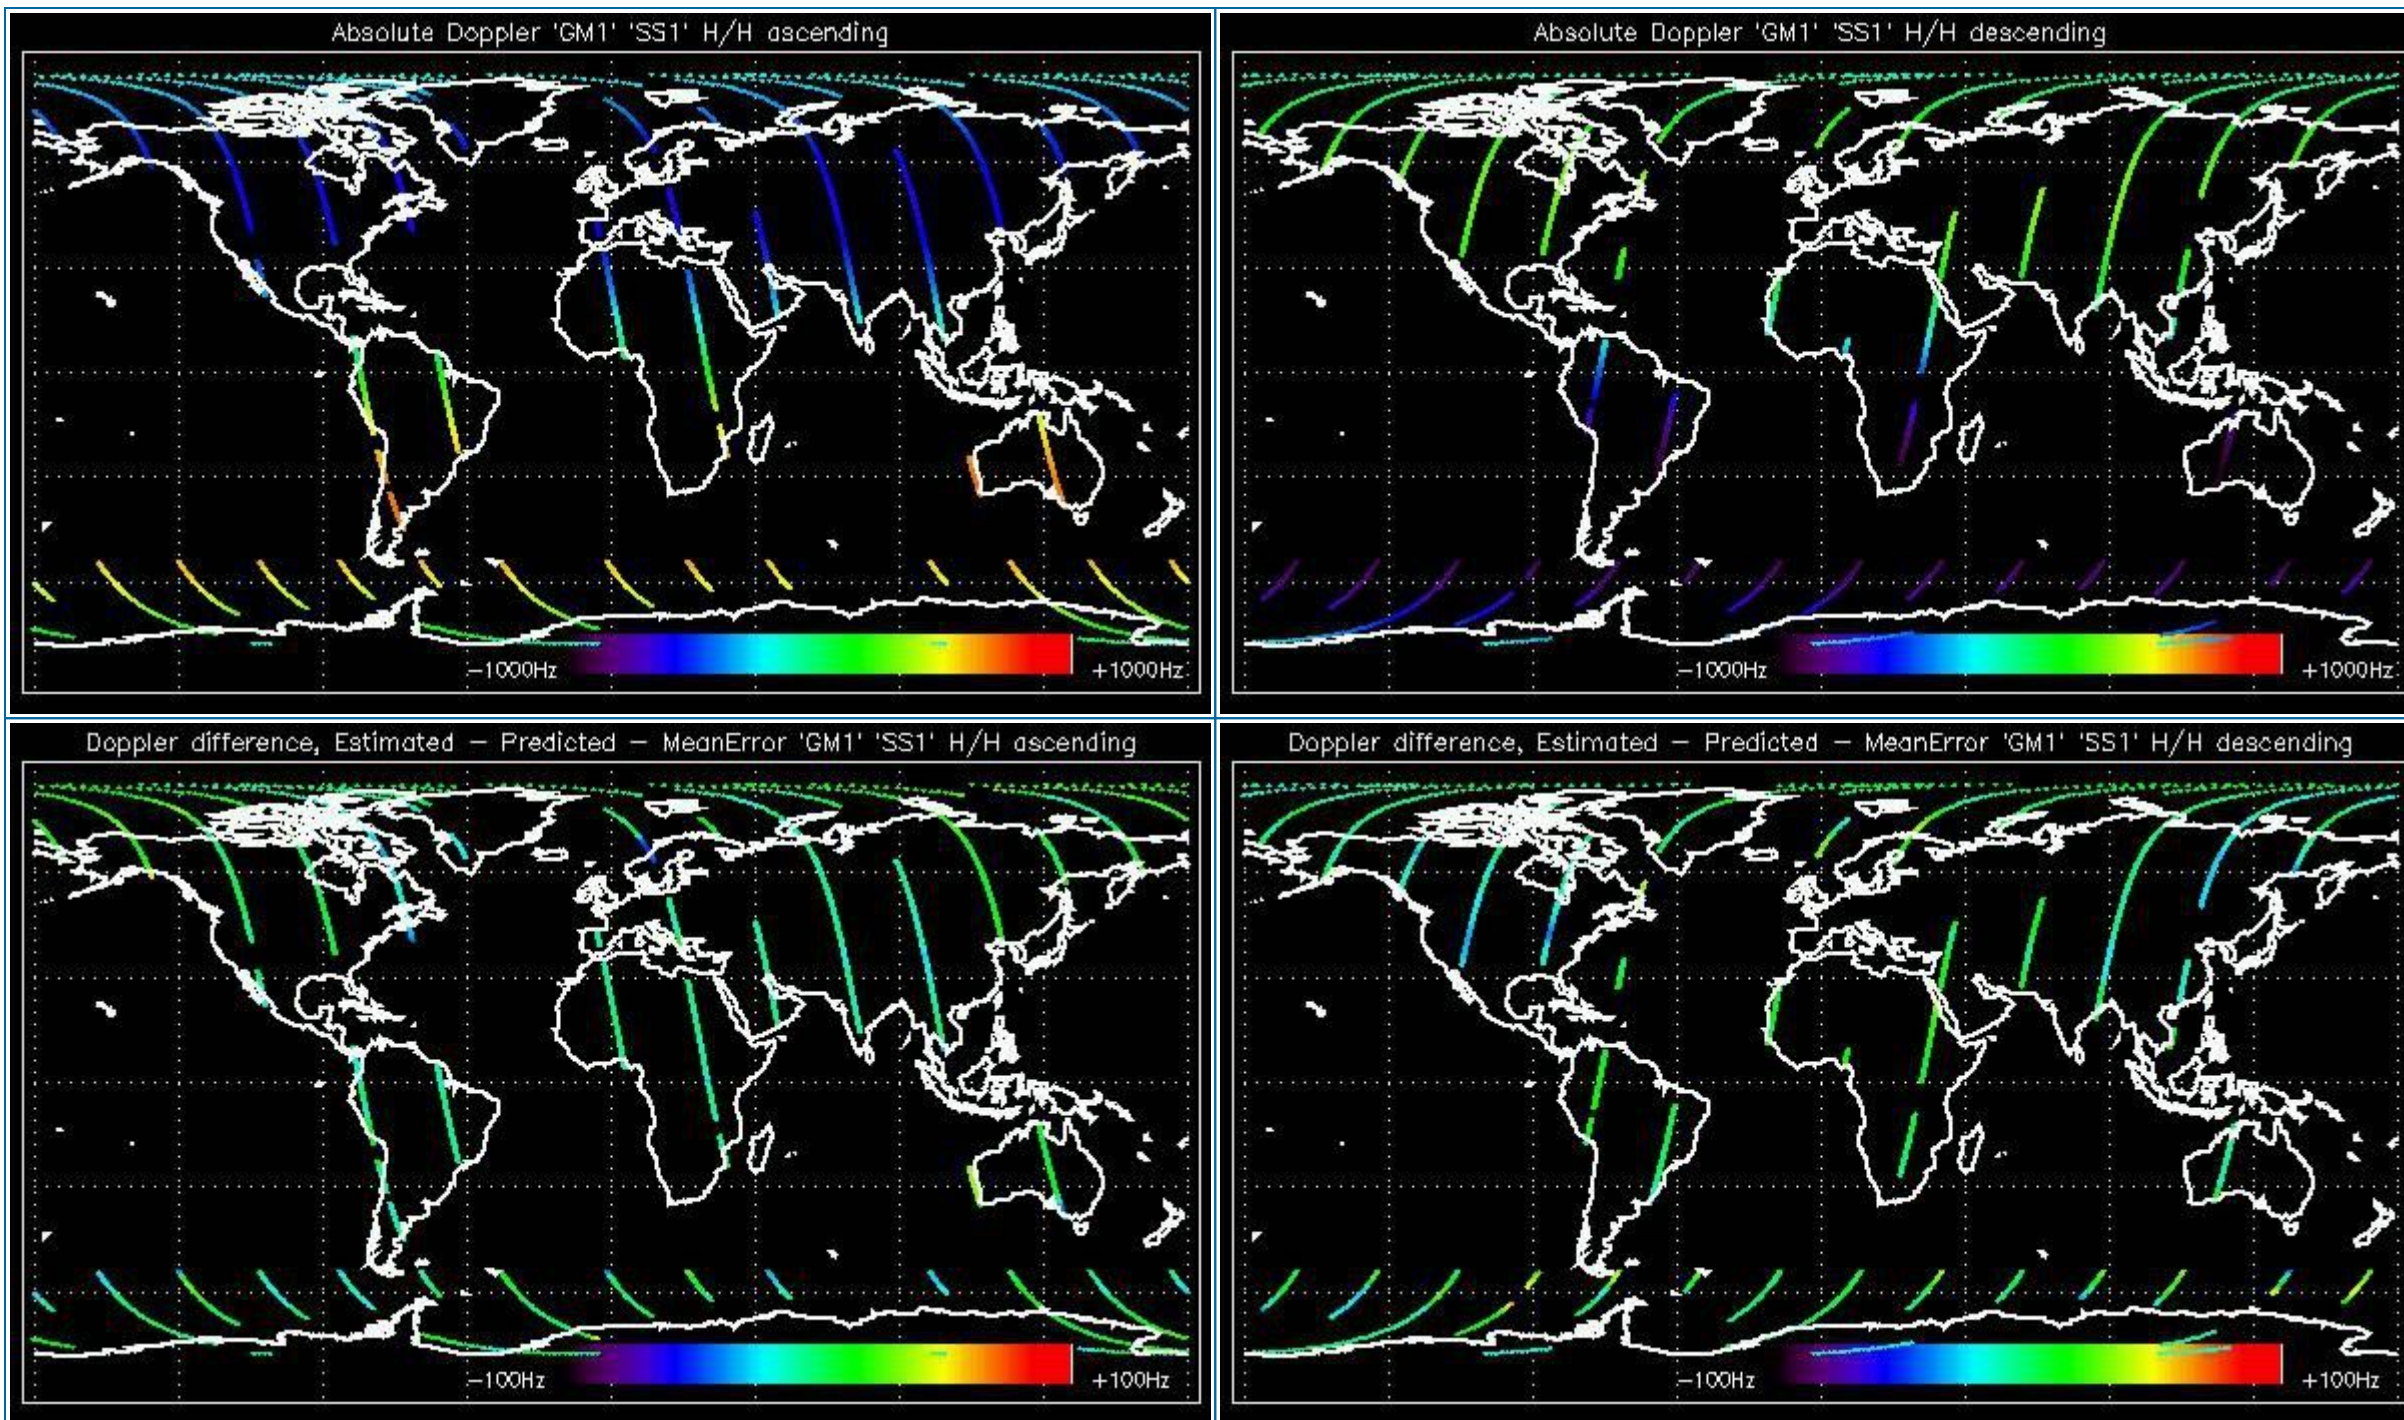 Absolute Doppler 'GM1' 'SS1' H/H ascending
-1000Hz
+1000Hz
Absolute Doppler 'GM1' 'SS1' H/H descending
-1000Hz
+1000Hz
Doppler difference, Estimated - Predicted - MeanError 'GM1' 'SS1' H/H ascending
-100Hz
+100Hz
Doppler difference, Estimated - Predicted - MeanError 'GM1' 'SS1' H/H descending
-100Hz
+100Hz